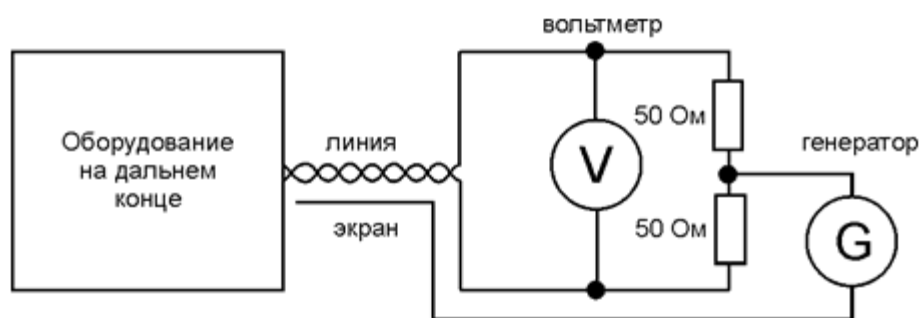 вольтметр
Оборудование
на дальнем
конце
линия
экран
V
50 Ом
50 Ом
генератор
G